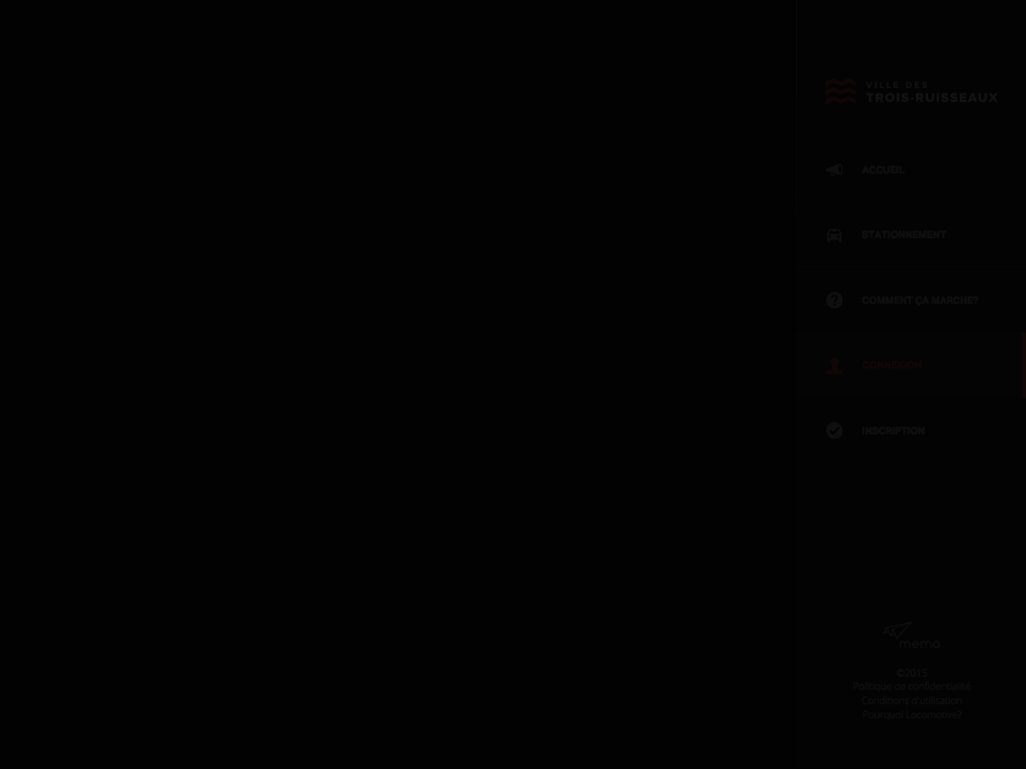 VILLE DES
TROIS-RUISSEAUX
ACCUEIL
STATIONNEMENT
COMMENT ÇA MARCHE?
CONNEXION
INSCRIPTION
memo
©2015
Politique de confidentialité
Conditions d'utilisation
Pourquoi Locomotive?